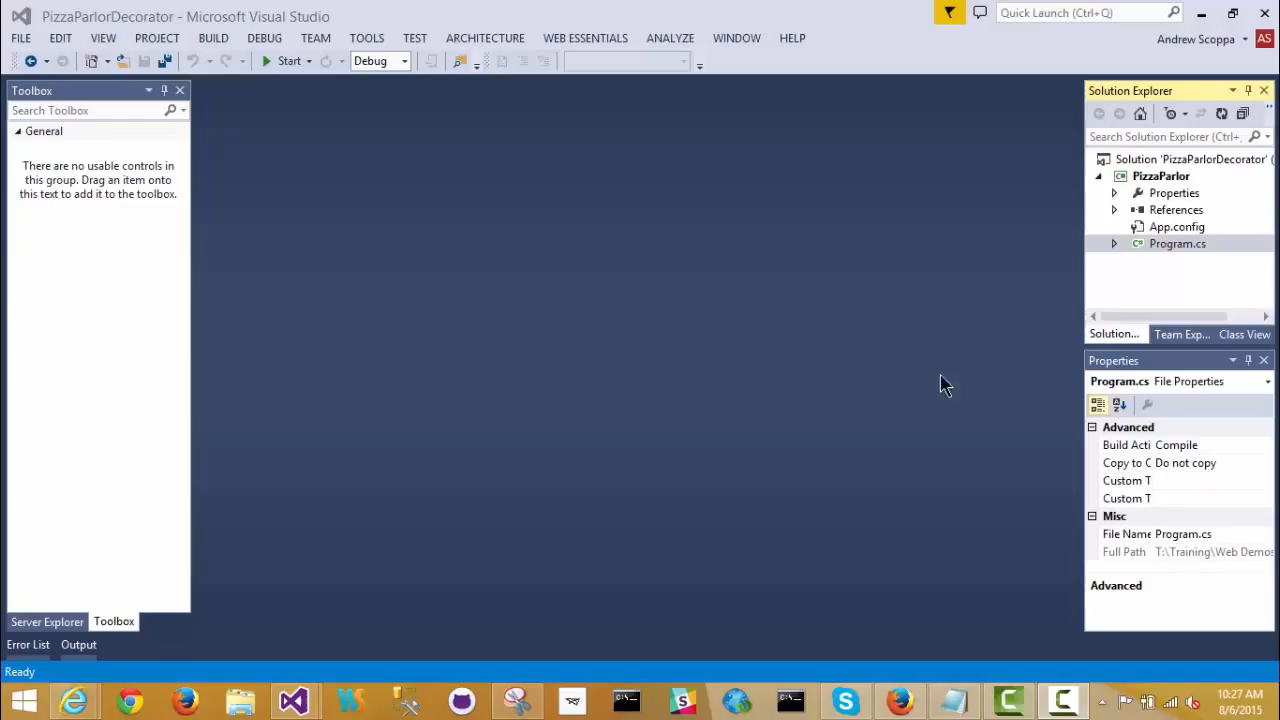 PizzaParlorDecorator - Microsoft Visual Studio
Quick Launch (Ctrl+Q)
FILE EDIT VIEW PROJECT BUILD DEBUG TEAM TOOLS TEST ARCHITECTURE WEB ESSENTIALS ANALYZE WINDOW HELP
Andrew Scoppa AS
Start Debug
Toolbox
Search Toolbox
General
There are no usable controls in
this group. Drag an item onto
this text to add it to the toolbox.
Server Explorer Toolbox
Error List Output
Solution Explorer
Search Solution Explorer (Ctrl+,
Solution 'PizzaParlorDecorator' (
PizzaParlor
Properties
References
App.config
Program.cs
Solution... Team Exp... Class View
Properties
Program.cs File Properties
Advanced
Build Acti Compile
Copy to C Do not copy
Custom T
Custom T
Misc
File Name Program.cs
Full Path T:\Training\Web Demos
Advanced
Ready
10:27 AM
8/6/2015